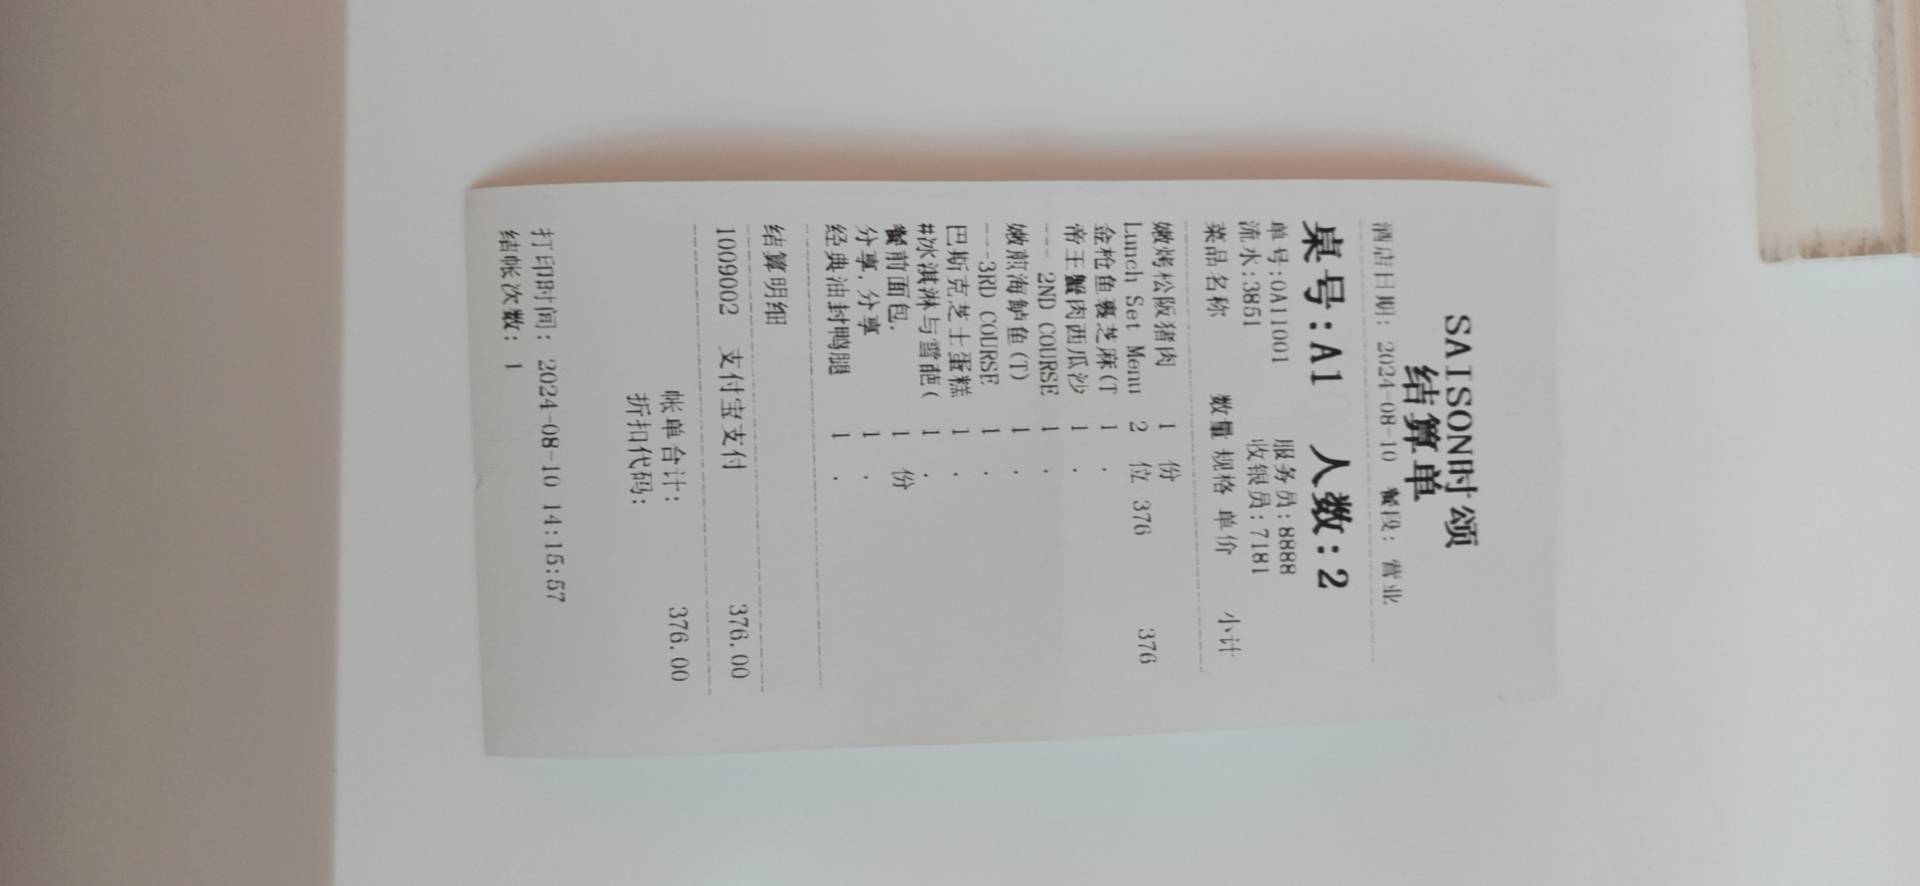 SAISON时颂
结算单
酒店日期: 2024-08-10 餐段: 营业
桌号:A1 人数:2
单号:0A11001 服务员:8888
流水:3851 收银员:7181
菜品名称 数量 规格 单价 小计
嫩烤松阪猪肉 1 份
Lunch Set Menu 2 位 376 376
金枪鱼裹芝麻(T 1 .
帝王蟹肉西瓜沙 1 .
--- 2ND COURSE 1 .
嫩煎海鲈鱼(T) 1 .
---3RD COURSE 1 .
巴斯克芝士蛋糕 1 .
#冰淇淋与雪葩( 1 .
餐前面包. 1 份
分享.分享 1 .
经典油封鸭腿 1 .
结算明细
1009002 支付宝支付 376.00
帐单合计: 376.00
折扣代码:
打印时间: 2024-08-10 14:15:57
结帐次数: 1